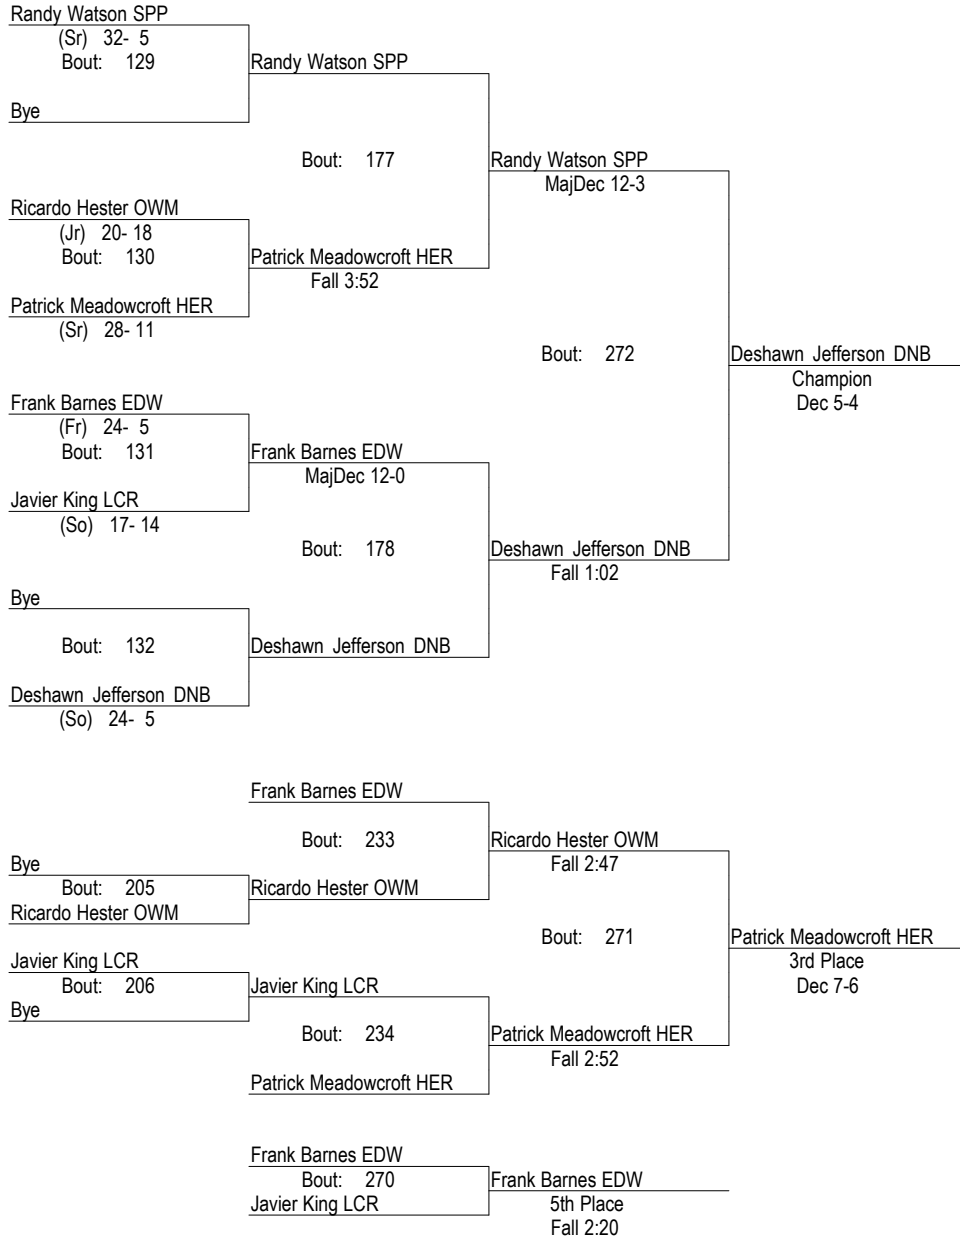 Randy Watson SPP
(Sr) 32- 5
Bout: 129
Randy Watson SPP
Bye
Bout: 177
Randy Watson SPP
MajDec 12-3
Ricardo Hester OWM
(Jr) 20- 18
Bout: 130
Patrick Meadowcroft HER
Fall 3:52
Patrick Meadowcroft HER
(Sr) 28- 11
Bout: 272
Deshawn Jefferson DNB
Champion
Dec 5-4
Frank Barnes EDW
(Fr) 24- 5
Bout: 131
Frank Barnes EDW
MajDec 12-0
Javier King LCR
(So) 17- 14
Bout: 178
Deshawn Jefferson DNB
Fall 1:02
Bye
Bout: 132
Deshawn Jefferson DNB
Deshawn Jefferson DNB
(So) 24- 5
Frank Barnes EDW
Bout: 233
Ricardo Hester OWM
Fall 2:47
Bye
Bout: 205
Ricardo Hester OWM
Ricardo Hester OWM
Bout: 271
Patrick Meadowcroft HER
3rd Place
Dec 7-6
Javier King LCR
Bout: 206
Javier King LCR
Bye
Bout: 234
Patrick Meadowcroft HER
Fall 2:52
Patrick Meadowcroft HER
Frank Barnes EDW
Bout: 270
Frank Barnes EDW
Javier King LCR
5th Place
Fall 2:20